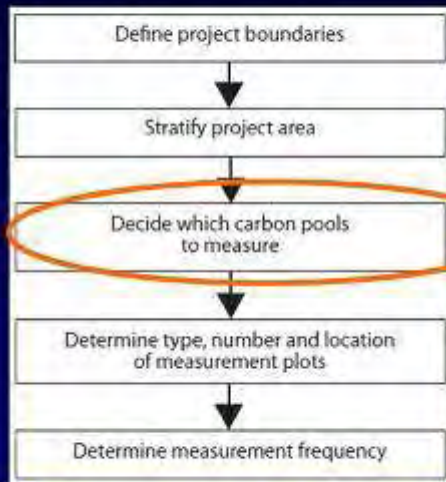 Define project boundaries
Stratify project area
Decide which carbon pools
to measure
Determine type, number and location
of measurement plots
Determine measurement frequency